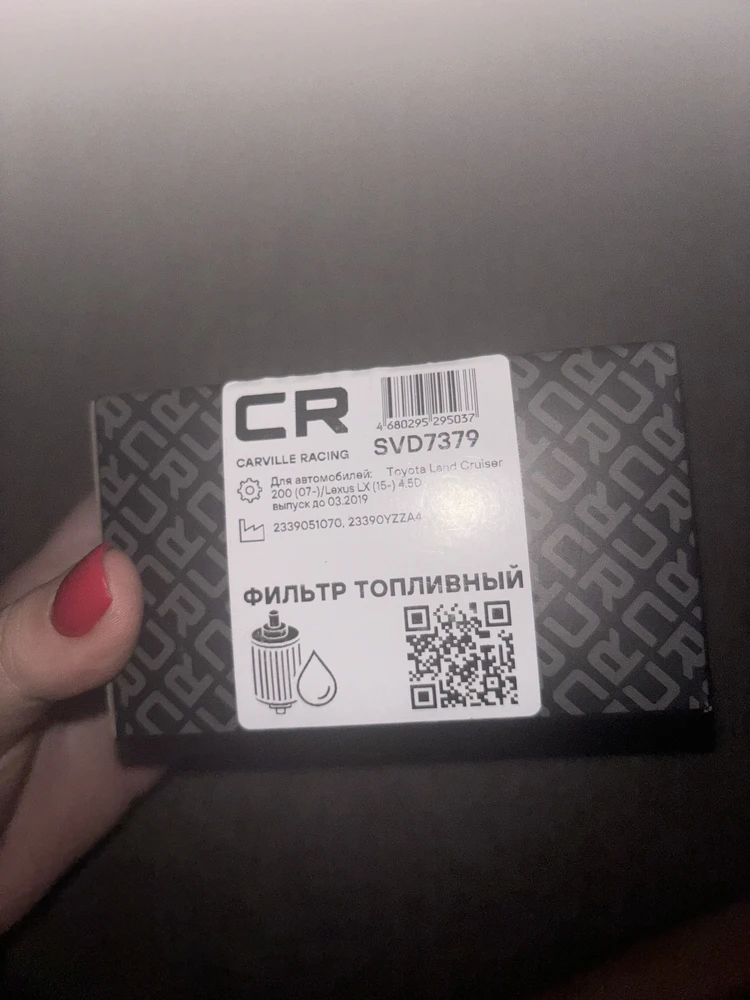 CR
4 680295 295037
CARVILLE RACING
SVD7379
Для автомобилей: Toyota Land Cruiser
200 (07-)/Lexus LX (15-) 4.5D
выпуск до 03.2019
2339051070, 23390YZZA4
ФИЛЬТР ТОПЛИВНЫЙ